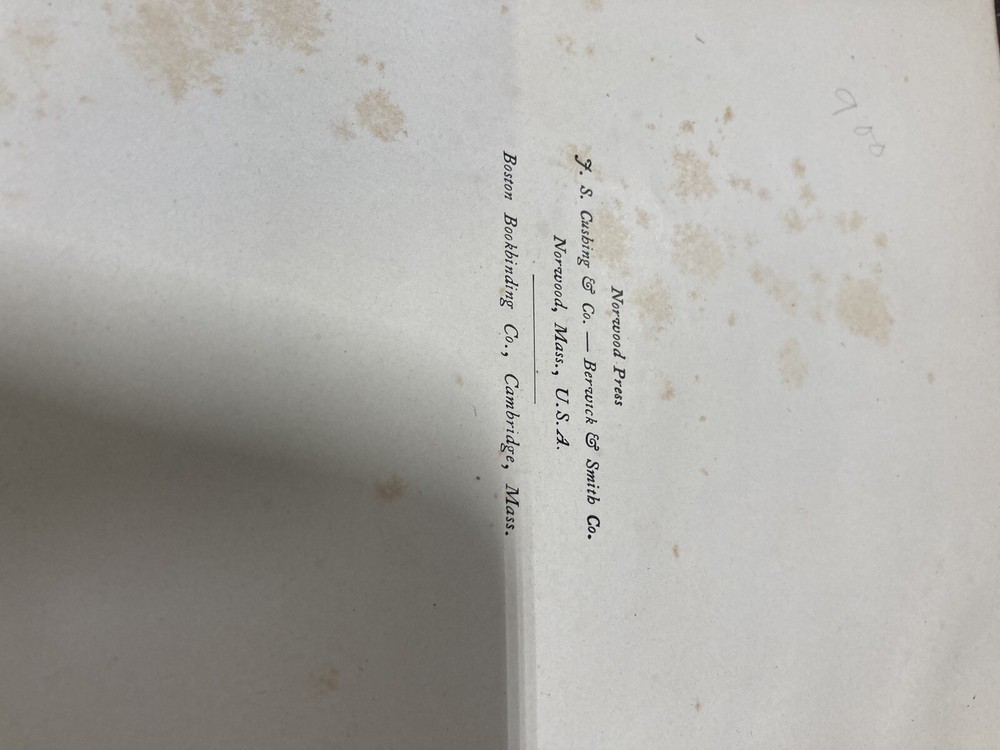 900
Norwood Press
J. S. Cushing & Co. — Berwick & Smith Co.
Norwood, Mass., U.S.A.
Boston Bookbinding Co., Cambridge, Mass.